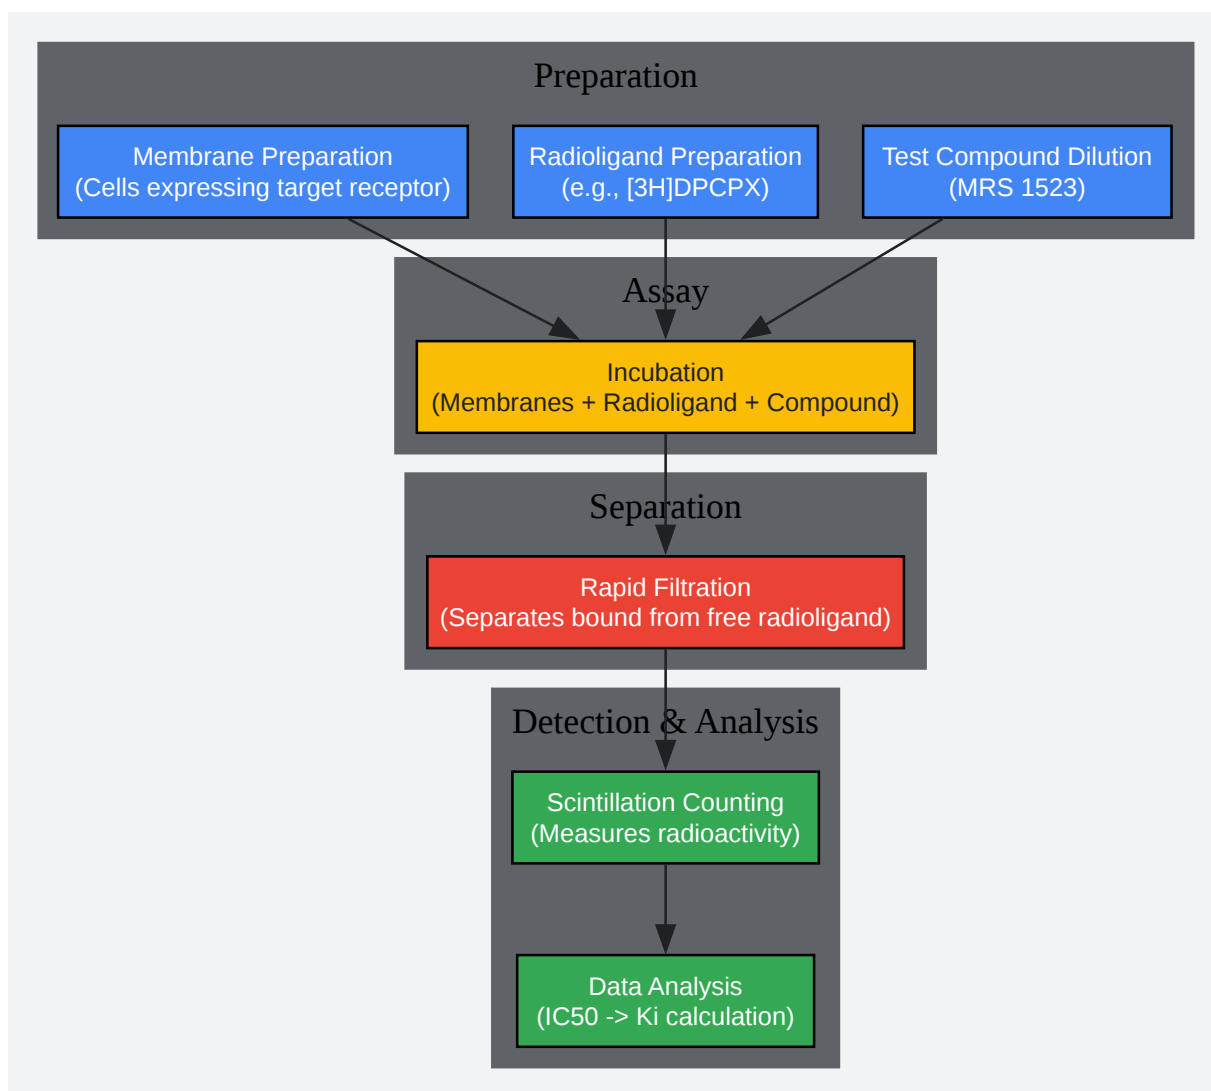 Preparation
Membrane Preparation
(Cells expressing target receptor)
Radioligand Preparation
(e.g., [3H]DPCPX)
Test Compound Dilution
(MRS 1523)
Assay
Incubation
(Membranes + Radioligand + Compound)
Separation
Rapid Filtration
(Separates bound from free radioligand)
Detection & Analysis
Scintillation Counting
(Measures radioactivity)
Data Analysis
(IC50 -> Ki calculation)